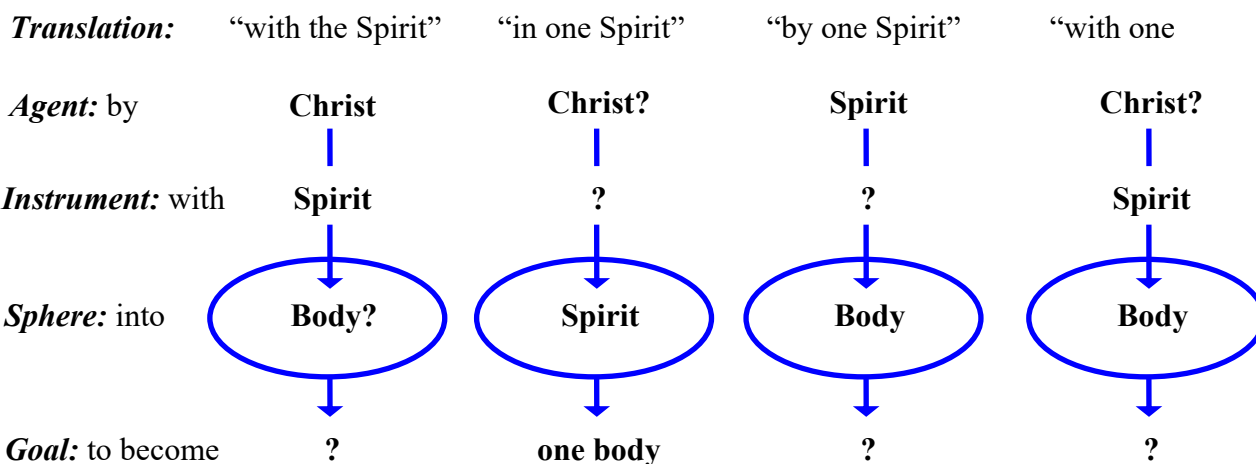 Translation: “with the Spirit” “in one Spirit” “by one Spirit” “with one
Agent: by Christ Christ? Spirit Christ?
Instrument: with Spirit ? ? Spirit
Sphere: into Body? Spirit Body Body
Goal: to become ? one body ? ?